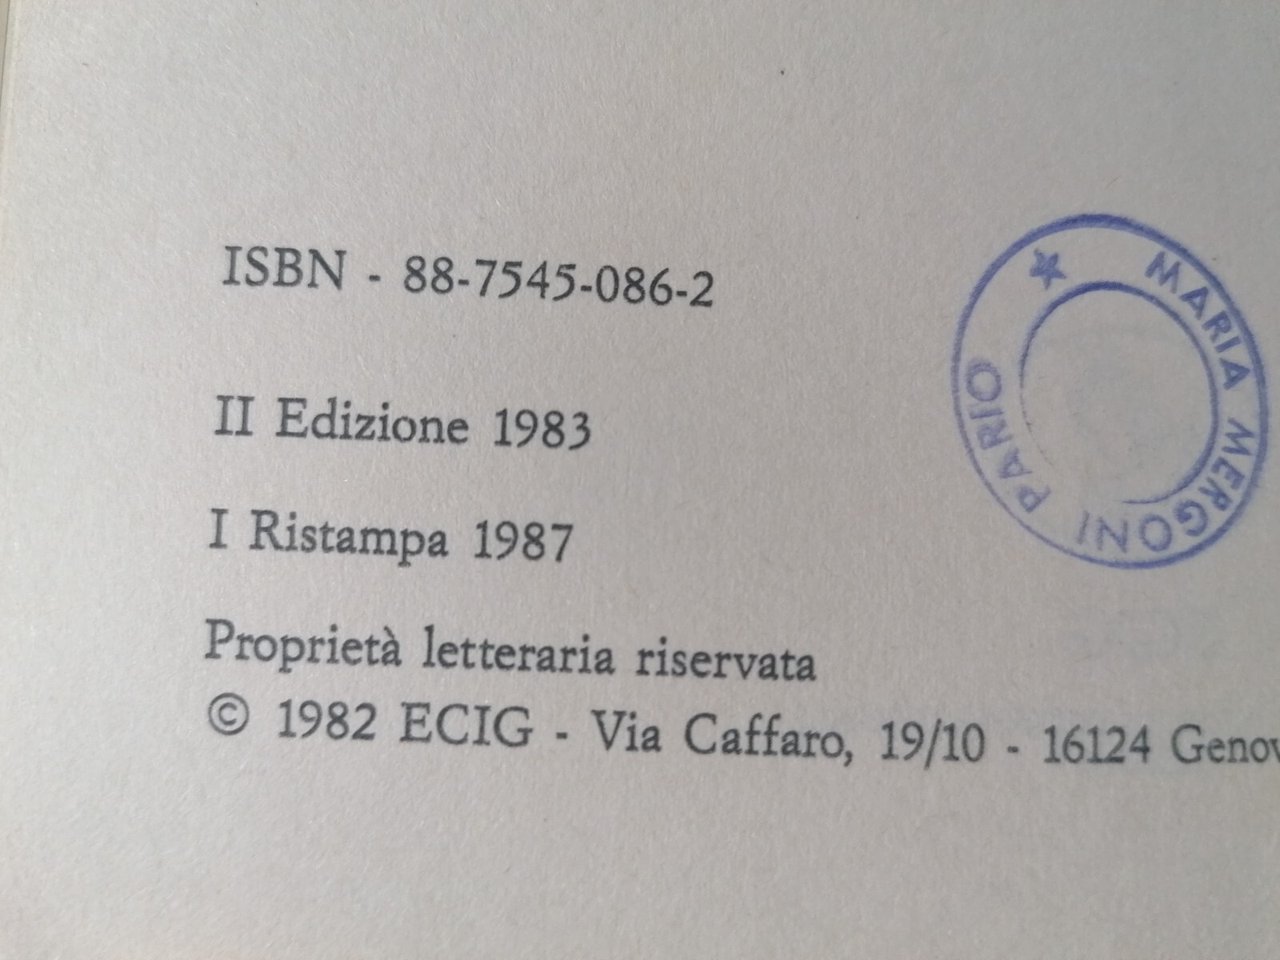 ISBN - 88-7545-086-2
II Edizione 1983
I Ristampa 1987
Proprietà letteraria riservata
© 1982 ECIG - Via Caffaro, 19/10 - 16124 Genov
MARIA MERGONI PARIO